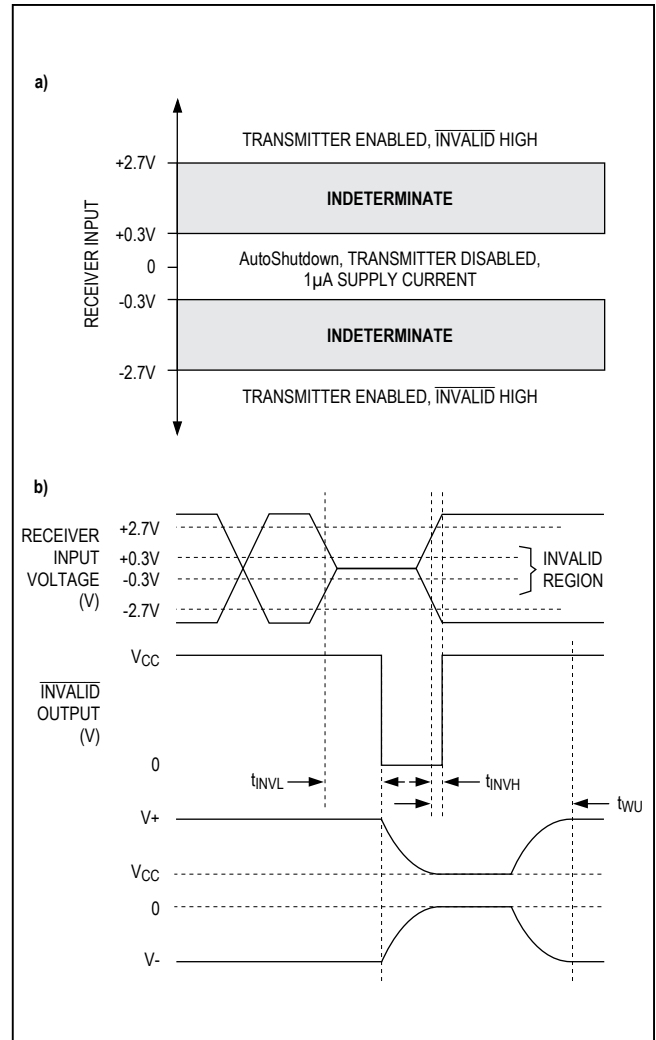 a)
TRANSMITTER ENABLED, INVALID HIGH
+2.7V
INDETERMINATE
+0.3V
RECEIVER INPUT
0
AutoShutdown, TRANSMITTER DISABLED,
1µA SUPPLY CURRENT
-0.3V
INDETERMINATE
-2.7V
TRANSMITTER ENABLED, INVALID HIGH
b)
RECEIVER
INPUT
VOLTAGE
(V)
+2.7V
+0.3V
-0.3V
-2.7V
INVALID
REGION
VCC
INVALID
OUTPUT
(V)
0
tINVL
tINVH
tWU
V+
VCC
0
V-